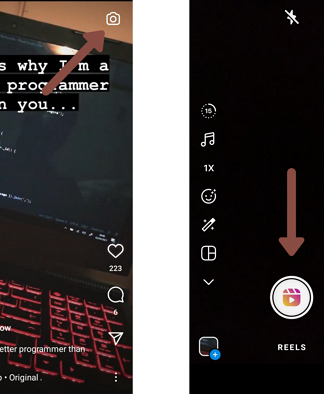 s why I'm a
programmer
n you...
223
6
ow
etter programmer than
• Original .
15
1X
REELS